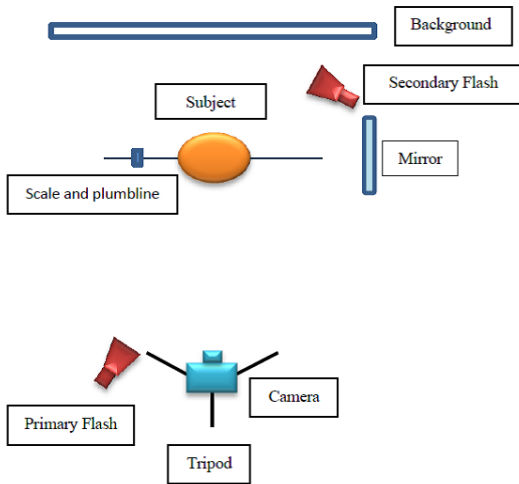 Background
Secondary Flash
Subject
Mirror
Scale and plumbline
Camera
Primary Flash
Tripod